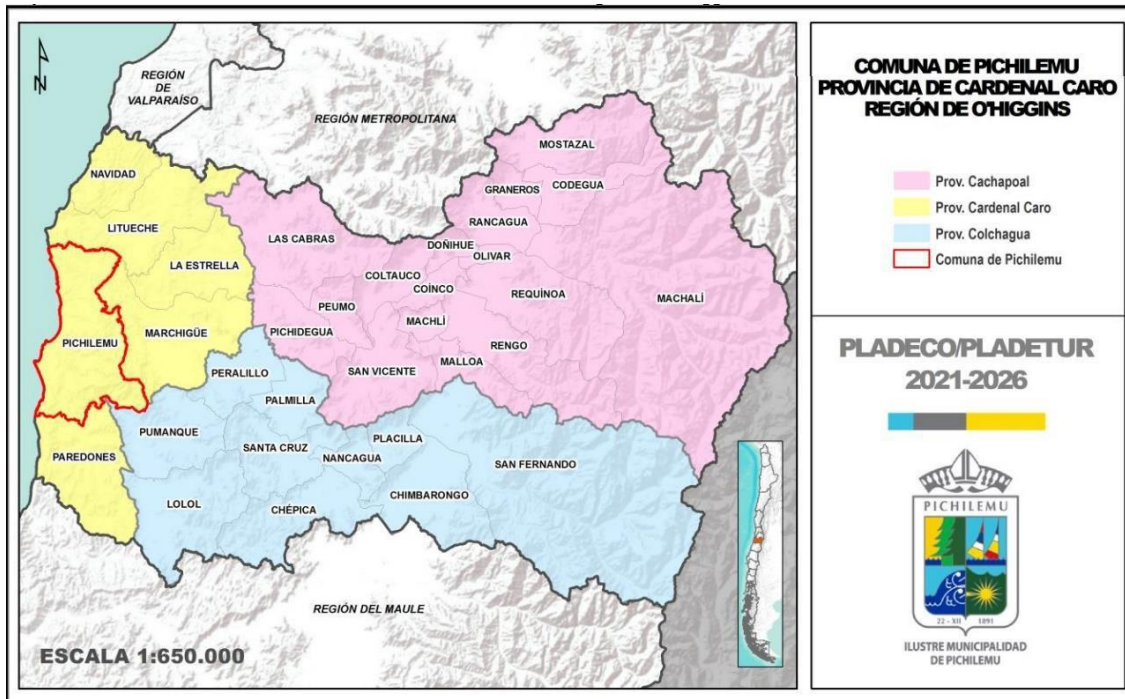 N
REGIÓN
DE
VALPARAÍSO
REGIÓN METROPOLITANA
MOSTAZAL
NAVIDAD
GRANEROS
CODEGUA
RANCAGUA
LITUECHE
LAS CABRAS
DOÑIHUE
OLIVAR
LA ESTRELLA
COLTAUCO
COÍNCO
REQUÍNOA
MACHALÍ
PEUMO
MACHLÍ
PICHIDEGUA
MARCHIGÜE
PICHILEMU
RENGO
MALLOA
SAN VICENTE
PERALILLO
PALMILLA
PUMANQUE
PLACILLA
SANTA CRUZ
NANCAGUA
PAREDONES
SAN FERNANDO
CHIMBARONGO
LOLOL
CHÉPICA
REGIÓN DEL MAULE
ESCALA 1:650.000
COMUNA DE PICHILEMU
PROVINCIA DE CARDENAL CARO
REGIÓN DE O'HIGGINS
Prov. Cachapoal
Prov. Cardenal Caro
Prov. Colchagua
Comuna de Pichilemu
PLADECO/PLADETUR
2021-2026
PICHILEMU
22 - XII 1891
ILUSTRE MUNICIPALIDAD
DE PICHILEMU